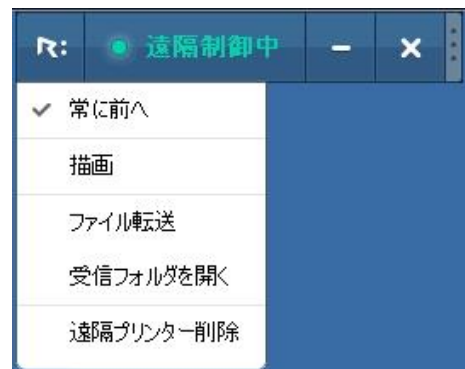 R: 遠隔制御中
常に前へ
描画
ファイル転送
受信フォルダを開く
遠隔プリンター削除